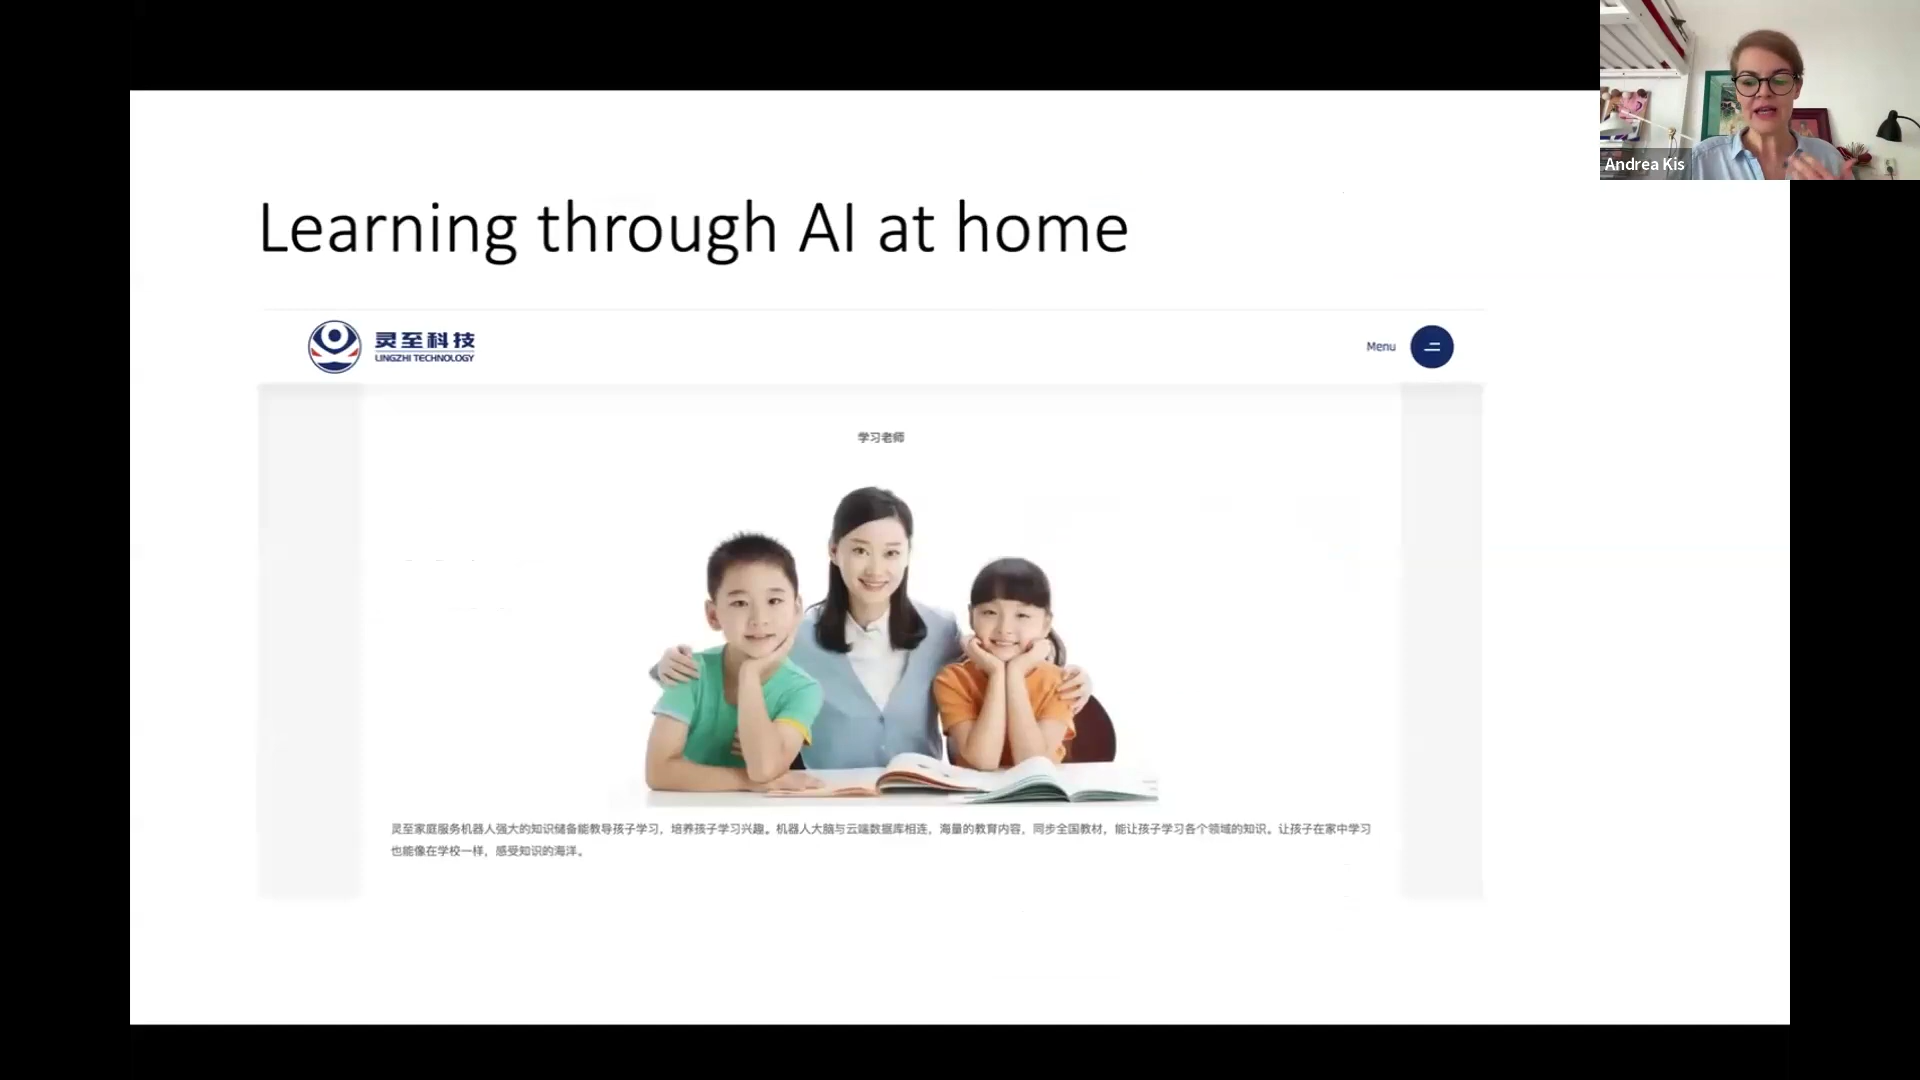 Andrea Kis
Learning through AI at home
灵至科技
LINGZHI TECHNOLOGY
Menu
学习老师
灵至家庭服务机器人强大的知识储备能教导孩子学习，培养孩子学习兴趣。机器人大脑与云端数据库相连，海量的教育内容，同步全国教材，能让孩子学习各个领域的知识。让孩子在家中学习
也能像在学校一样，感受知识的海洋。